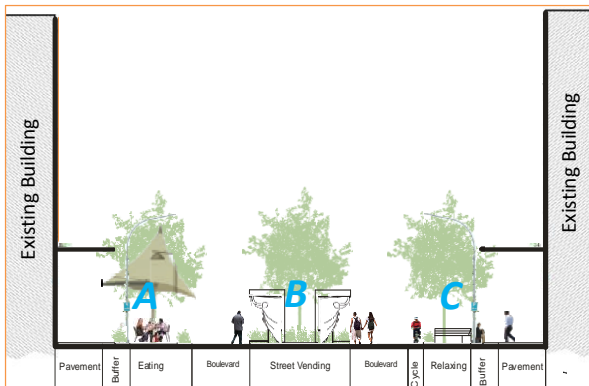 Existing Building
Existing Building
A
B
C
Pavement
Buffer
Eating
Boulevard
Street Vending
Boulevard
Cycle
Relaxing
Buffer
Pavement